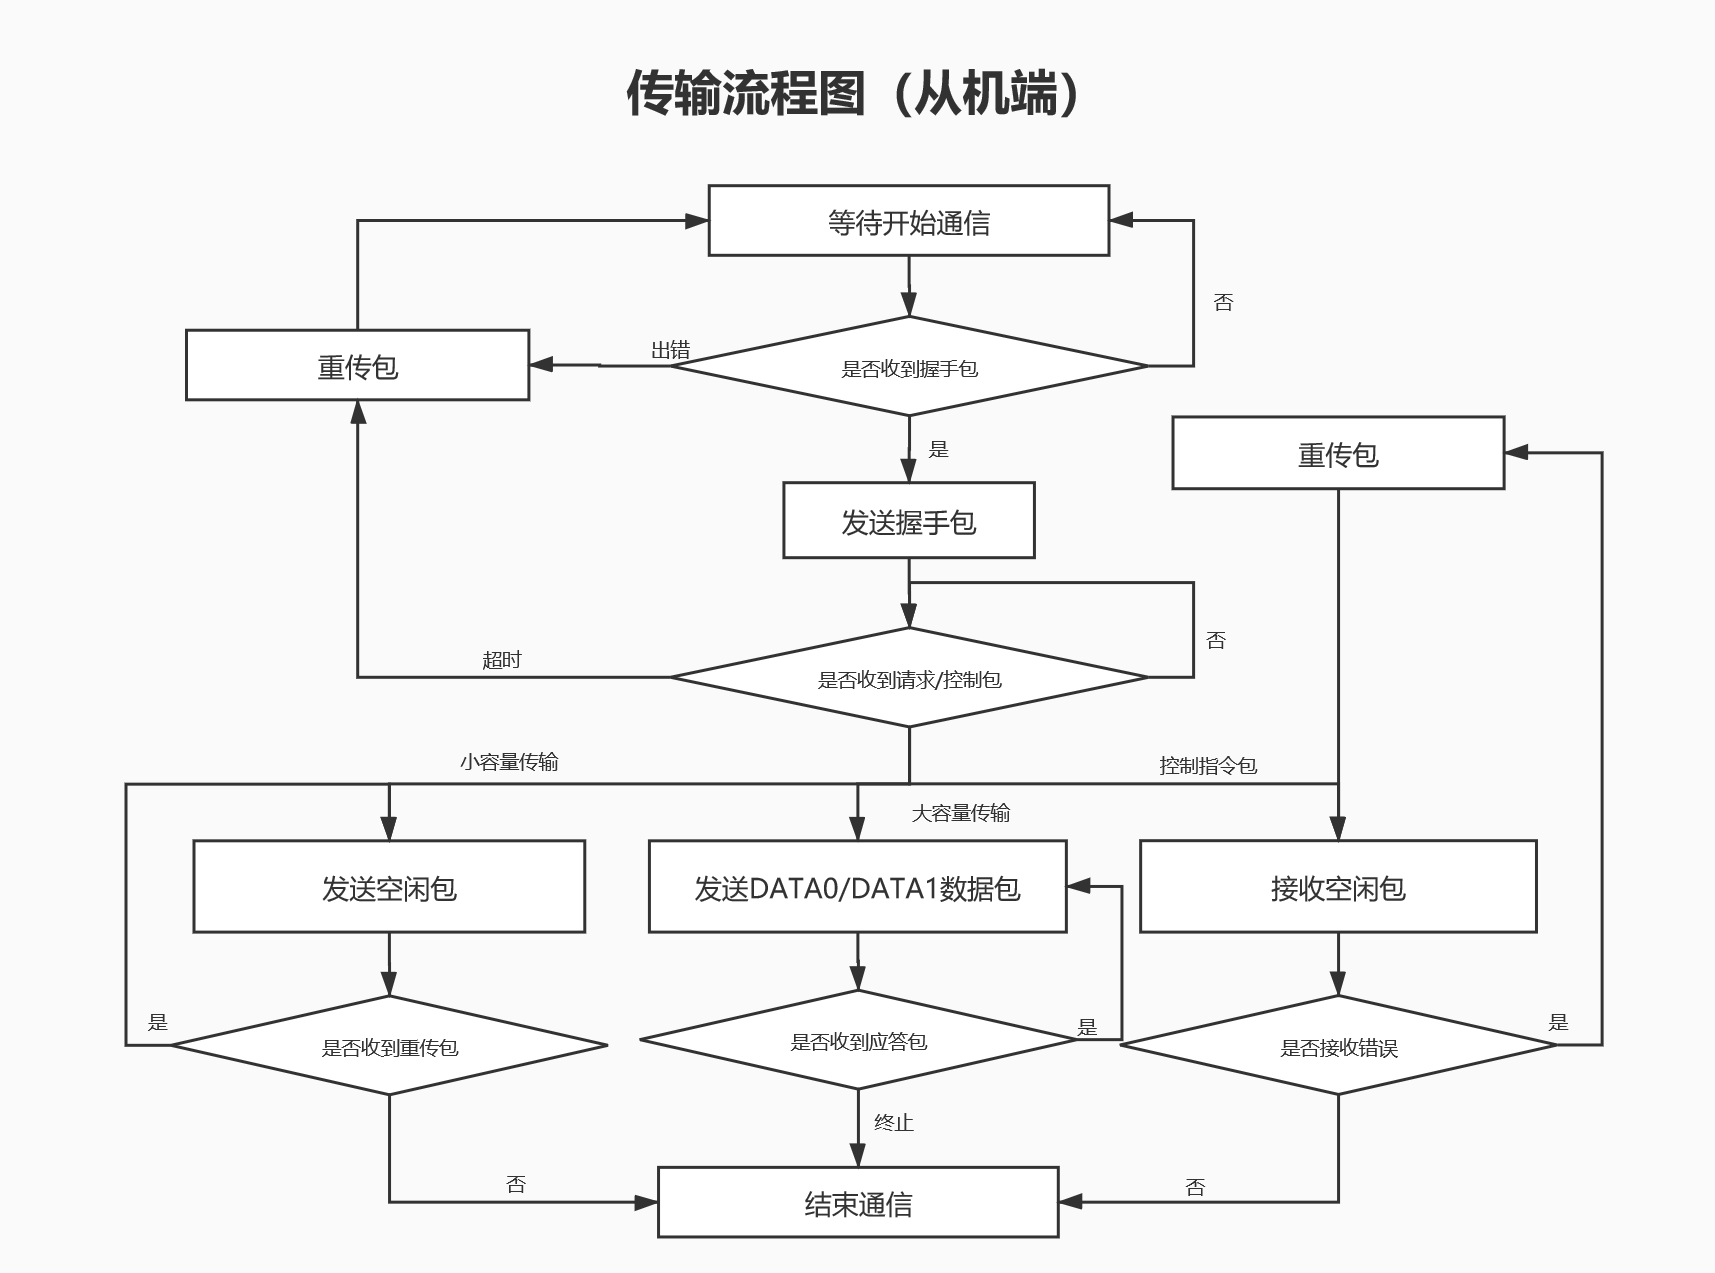 传输流程图（从机端）
等待开始通信
否
重传包
出错
是否收到握手包
是
重传包
发送握手包
否
超时
是否收到请求/控制包
小容量传输
控制指令包
大容量传输
发送空闲包
发送DATA0/DATA1数据包
接收空闲包
是
是否收到重传包
是否收到应答包
是
是否接收错误
是
终止
否
结束通信
否